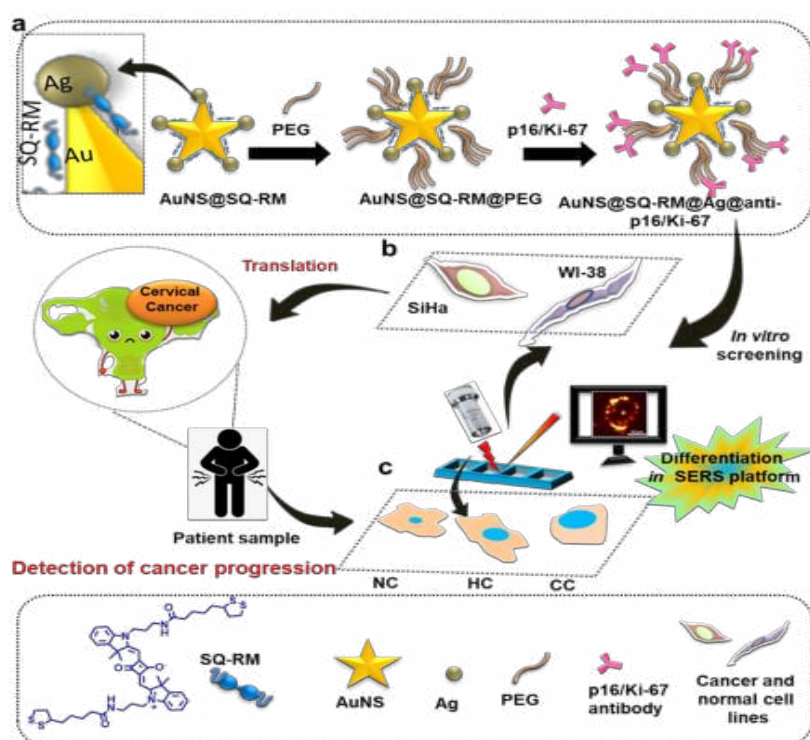 a
Ag
SQ-RM
Au
PEG
p16/Ki-67
AuNS@SQ-RM
AuNS@SQ-RM@PEG
AuNS@SQ-RM@Ag@anti-
p16/Ki-67
b
Translation
Cervical
Cancer
WI-38
SiHa
In vitro
screening
c
Differentiation
in SERS platform
Patient sample
Detection of cancer progression
NC
HC
CC
O
S
S
NH
N
O
O-
N
+
S
S
O
H
N
SQ-RM
AuNS
Ag
PEG
p16/Ki-67
antibody
Cancer and
normal cell
lines